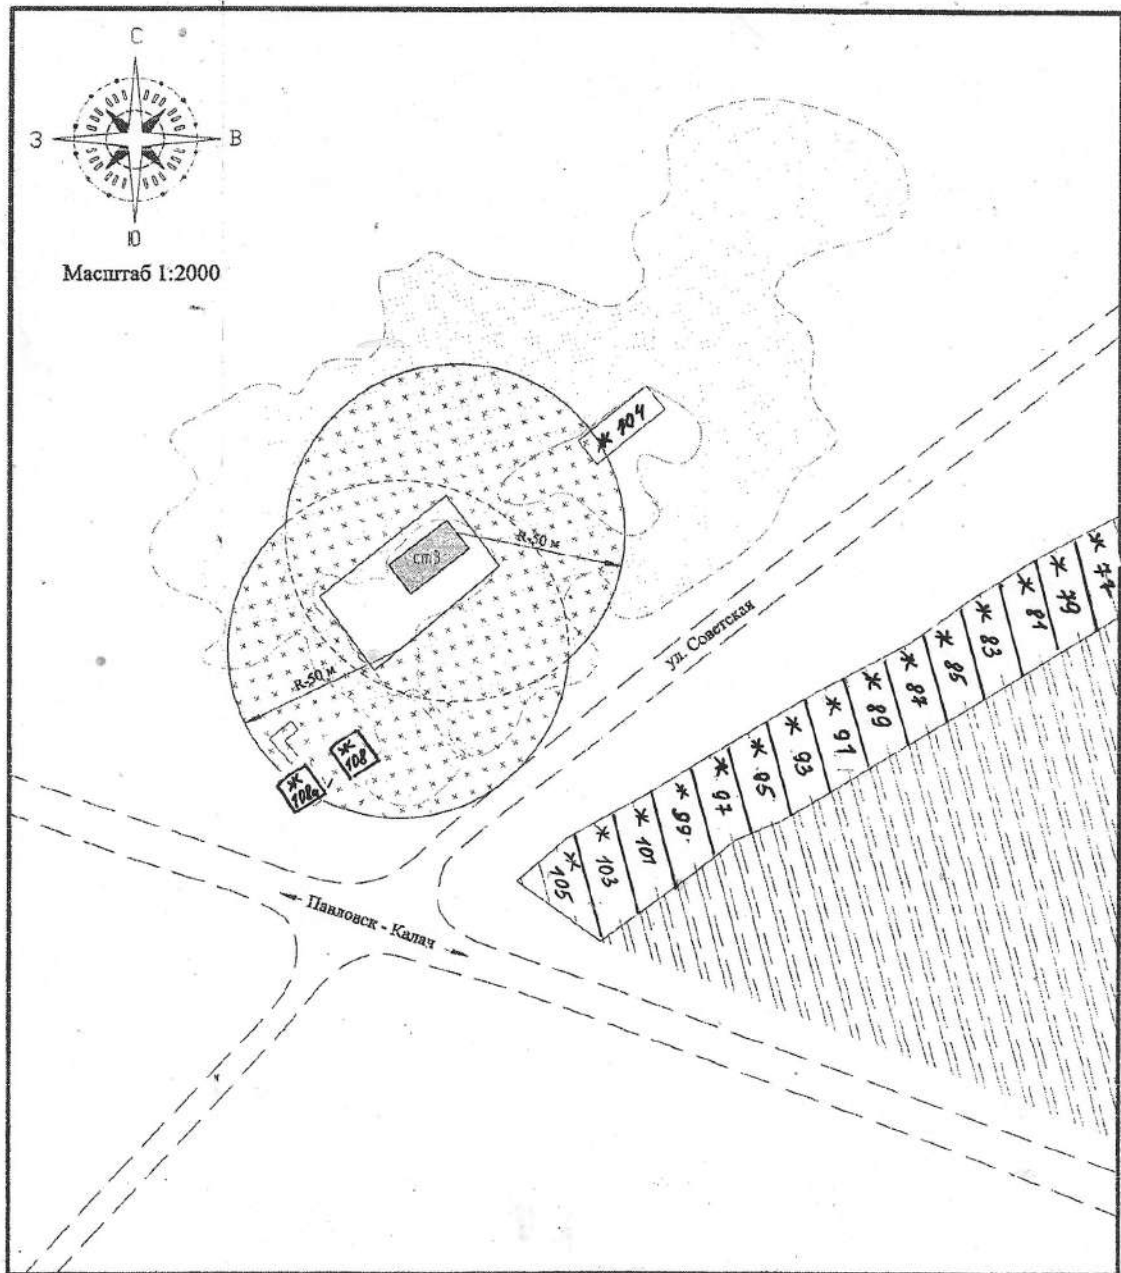 С
З
В
Ю
Масштаб 1:2000
Ж 104
R-50 м
ст3
R-50 м
ул. Советская
Ж 108
Ж 108а
Ж 79
Ж 81
Ж 83
Ж 85
Ж 87
Ж 89
Ж 91
Ж 93
Ж 95
Ж 97
Ж 99
Ж 101
Ж 103
Ж 105
Павловск - Калач